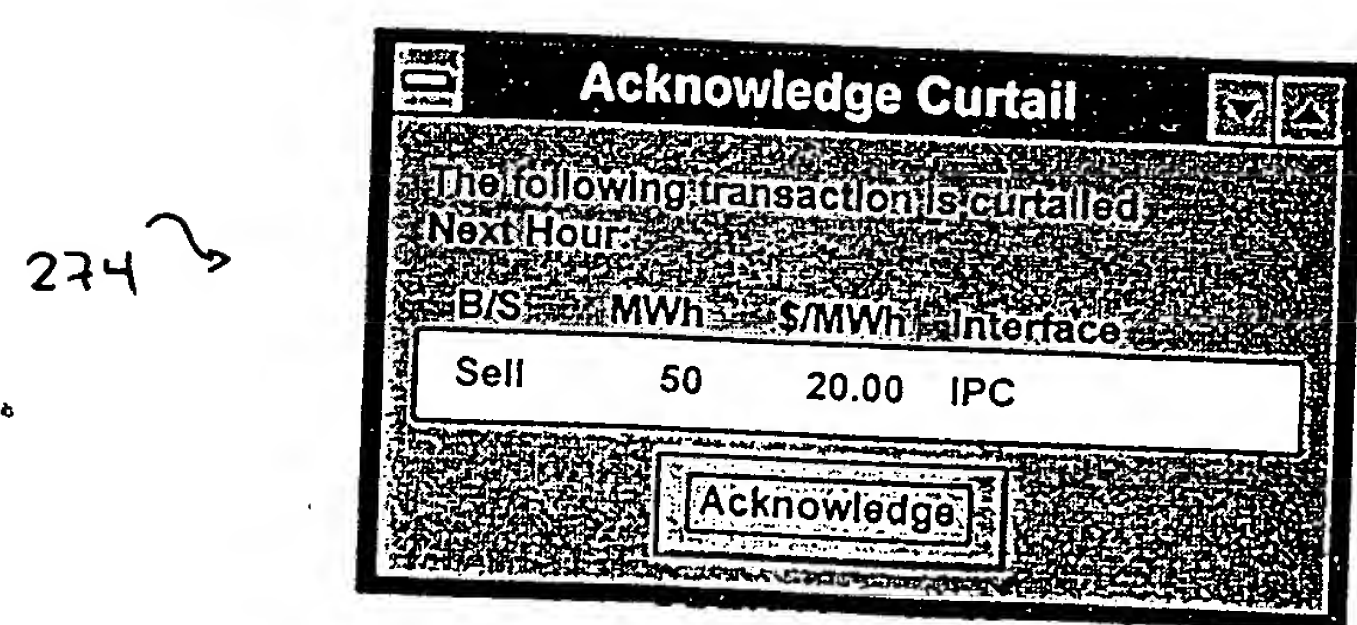 Acknowledge Curtail
The following transaction is curtailed
Next Hour:
274
B/S MWh $/MWh Interface
Sell 50 20.00 IPC
Acknowledge